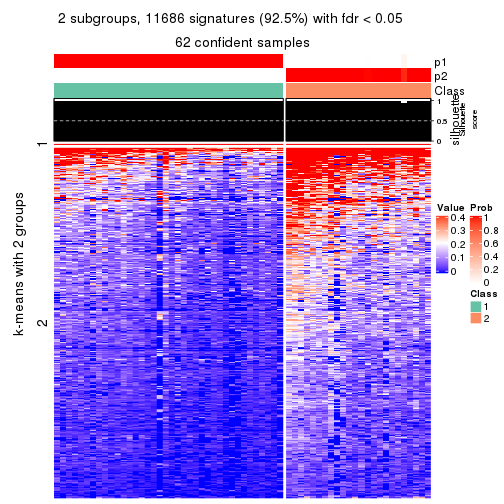 2 subgroups, 11686 signatures (92.5%) with fdr < 0.05
62 confident samples
p1
p2
Class
1
0.5
0
silhouette
Silhouette
score
k-means with 2 groups
1
2
Value
0.4
0.3
0.2
0.1
0
Prob
1
0.8
0.6
0.4
0.2
0
Class
1
2